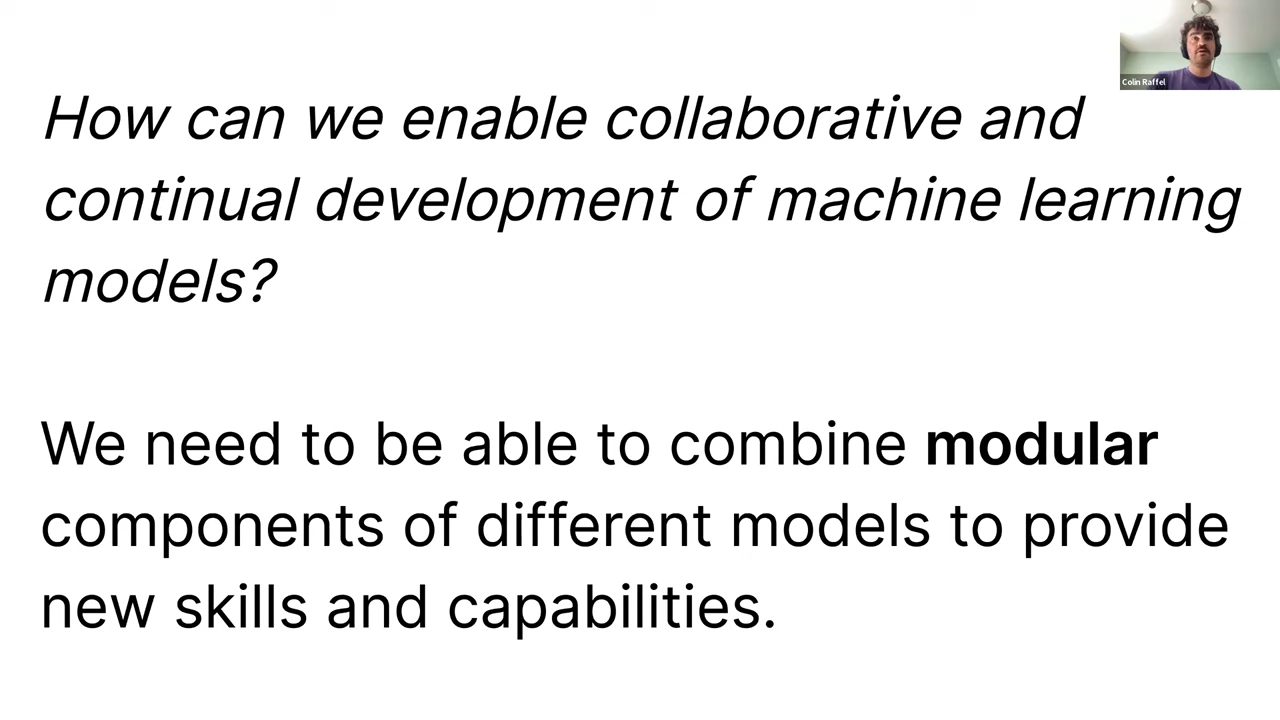 Colin Raffel
How can we enable collaborative and
continual development of machine learning
models?
We need to be able to combine modular
components of different models to provide
new skills and capabilities.